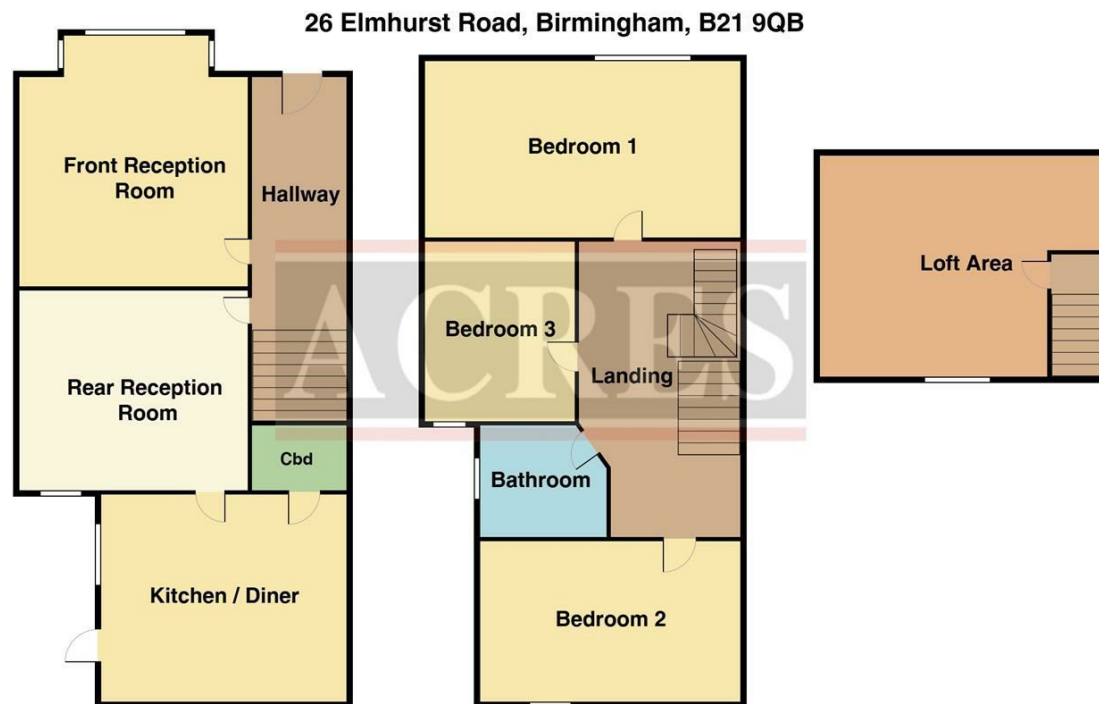 26 Elmhurst Road, Birmingham, B21 9QB
Front Reception
Room
Hallway
Rear Reception
Room
Cbd
Kitchen / Diner
Bedroom 1
Bedroom 3
Landing
Bathroom
Bedroom 2
Loft Area
ACRES